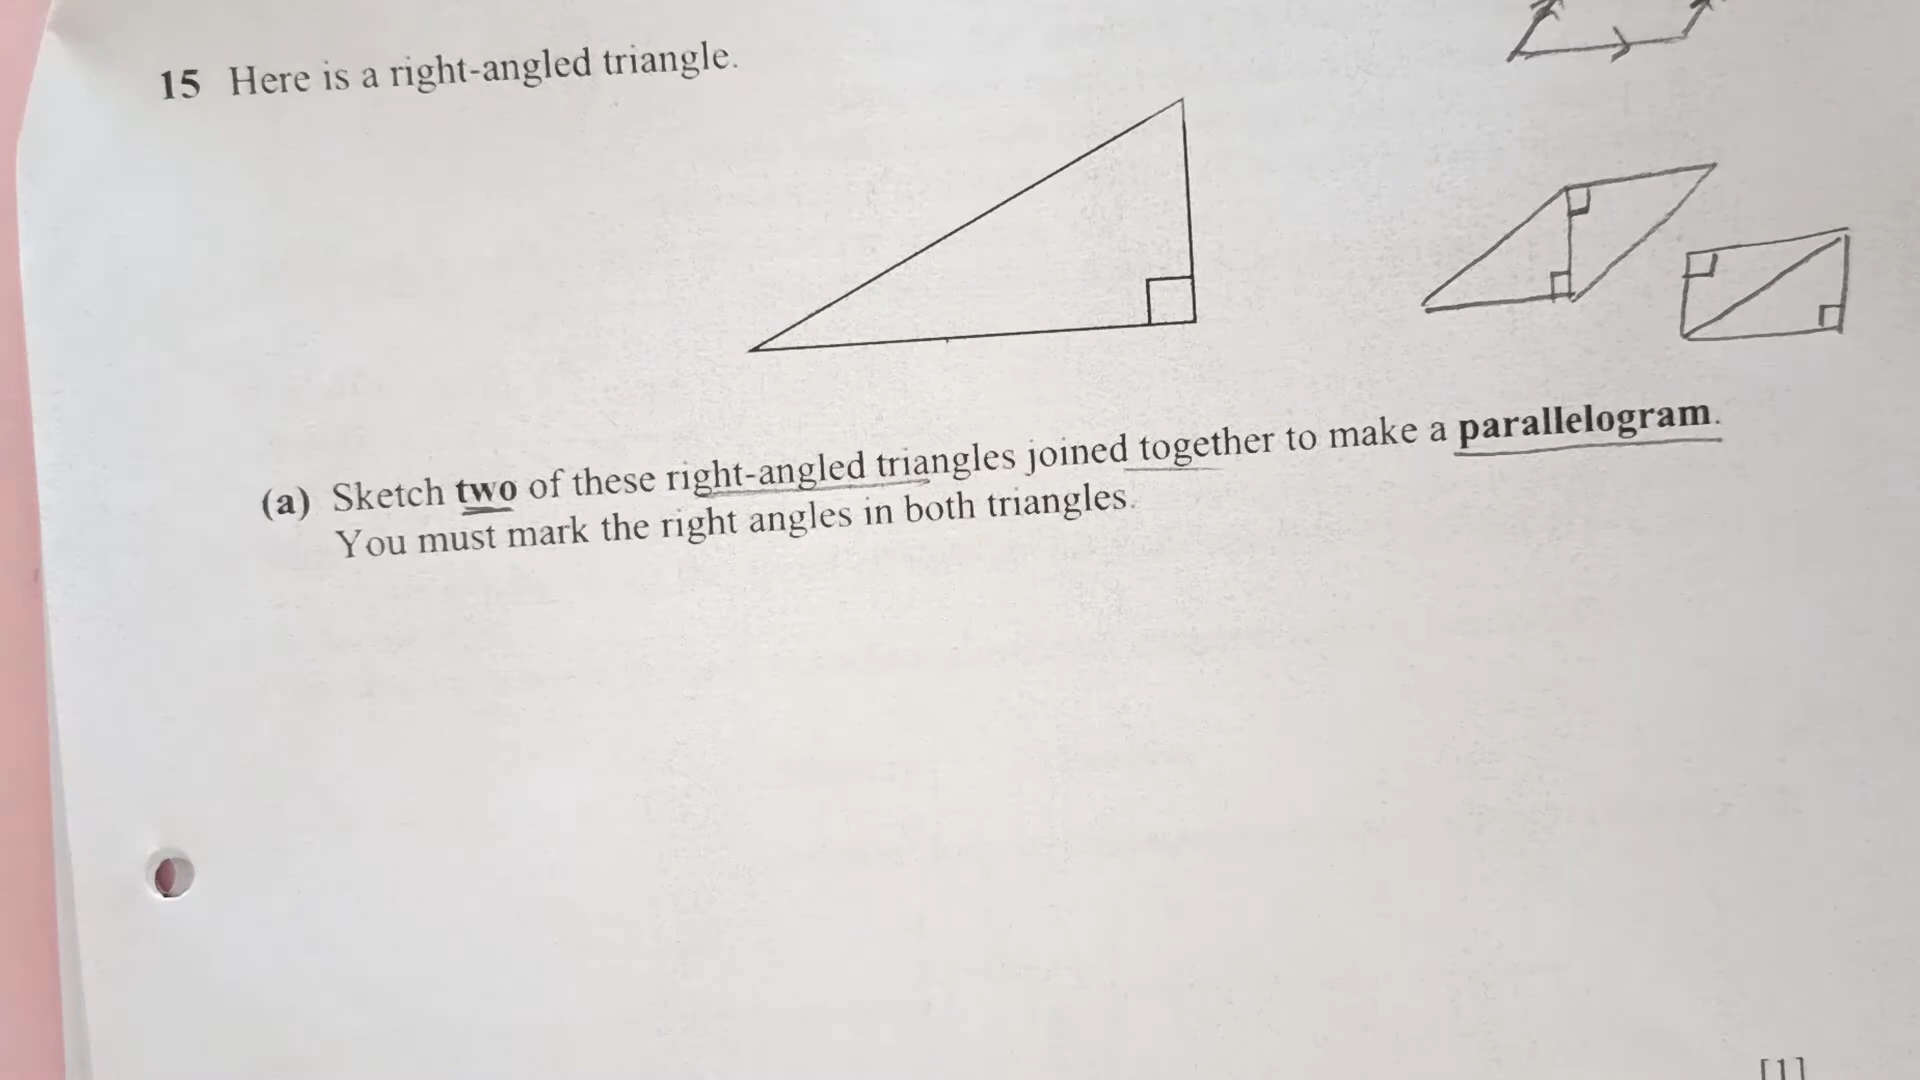 15 Here is a right-angled triangle.
(a) Sketch two of these right-angled triangles joined together to make a parallelogram.
You must mark the right angles in both triangles.
[1]